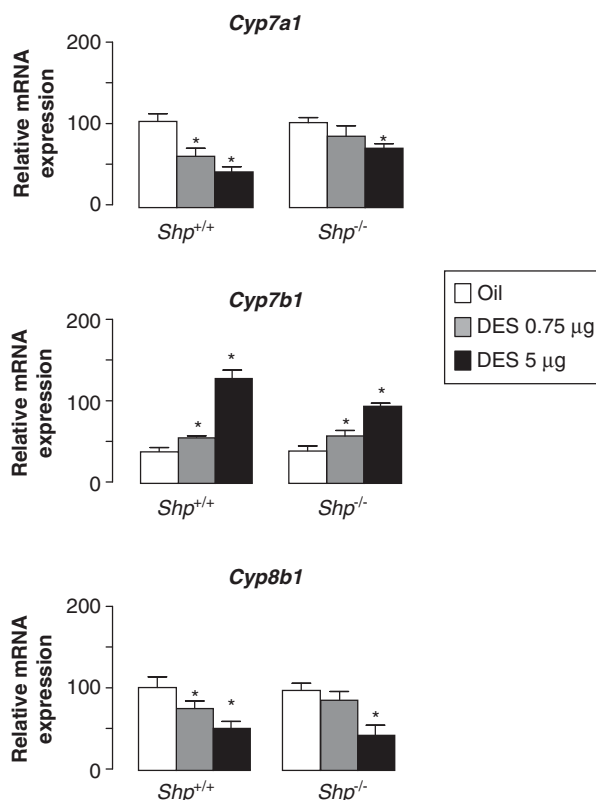 Cyp7a1
Relative mRNA
expression
200
100
0
*
*
*
Shp+/+
Shp-/-
Cyp7b1
Relative mRNA
expression
200
100
0
*
*
*
*
Shp+/+
Shp-/-
Oil
DES 0.75 μg
DES 5 μg
Cyp8b1
Relative mRNA
expression
200
100
0
*
*
*
Shp+/+
Shp-/-